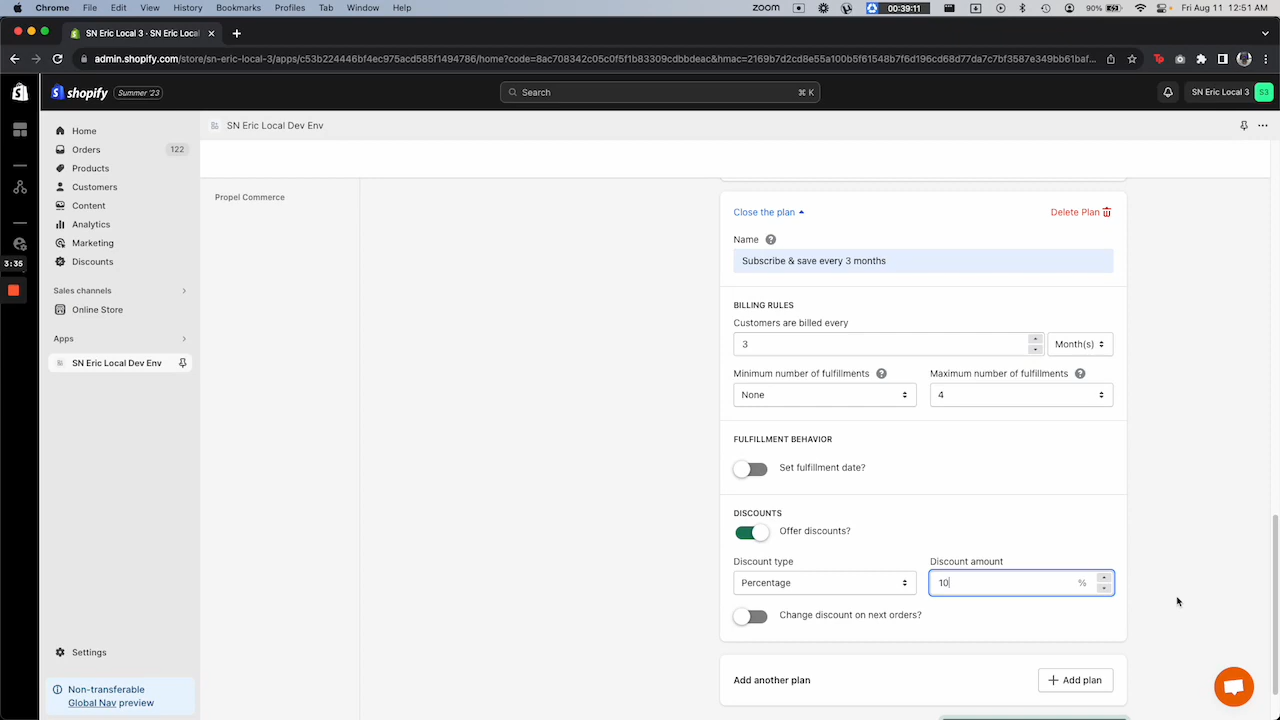 Chrome File Edit View History Bookmarks Profiles Tab Window Help zoom 00:39:11 90% Fri Aug 11 12:51 AM
SN Eric Local 3 · SN Eric Local
admin.shopify.com/store/sn-eric-local-3/apps/c53b224446bf4ec975acd585f1494786/home?code=8ac708342c05c0f5f1b83309cdbbdeac&hmac=2169b7d2cd8e55a100b5f61548b7f6d196cd68d77da7c7bf3587e349bb61baf...
shopify Summer '23 Search ⌘ K SN Eric Local 3 S3
SN Eric Local Dev Env
Home
Orders 122
Products
Customers
Content
Analytics
Marketing
Discounts
Sales channels
Online Store
Apps
SN Eric Local Dev Env
Settings
Non-transferable
Global Nav preview
3:35
Propel Commerce
Close the plan Delete Plan
Name
Subscribe & save every 3 months
BILLING RULES
Customers are billed every
3 Month(s)
Minimum number of fulfillments Maximum number of fulfillments
None 4
FULFILLMENT BEHAVIOR
Set fulfillment date?
DISCOUNTS
Offer discounts?
Discount type Discount amount
Percentage 10 %
Change discount on next orders?
Add another plan Add plan